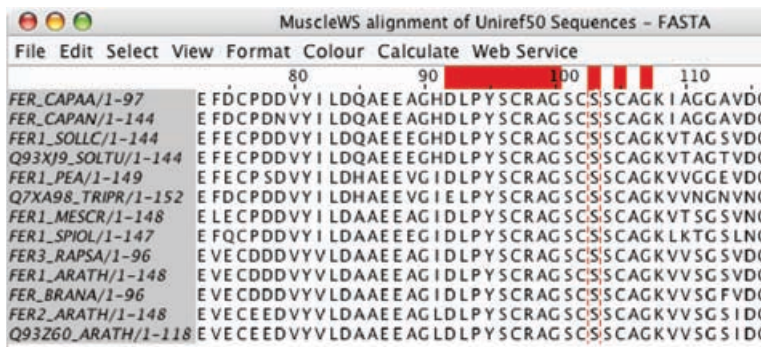 MuscleWS alignment of Uniref50 Sequences – FASTA
File Edit Select View Format Colour Calculate Web Service
80 90 100 110
FER_CAPAA/1-97 EFDCPDDVYILDQAEEAGHDLPYSCRAGSCSSCAGKIAGGAVD
FER_CAPAN/1-144 EFDCPDNVYILDQAEEAGHDLPYSCRAGSCSSCAGKIAGGAVD
FER1_SOLLC/1-144 EFECPDDVYILDQAEEEGHDLPYSCRAGSCSSCAGKVTAGSVD
Q93XJ9_SOLTU/1-144 EFECPDDVYILDQAEEEGHDLPYSCRAGSCSSCAGKVTAGTVD
FER1_PEA/1-149 EFECPSDVYILDHAEEVGIDLPYSCRAGSCSSCAGKVVGGEVD
Q7XA98_TRIPR/1-152 EFDCPDDVYILDHAEEVGIELPYSCRAGSCSSCAGKVVNGNVN
FER1_MESCR/1-148 ELECPDDVYILDAAEEAGIDLPYSCRAGSCSSCAGKVTSGSVN
FER1_SPIOL/1-147 EFQCPDDVYILDAAEEEGIDLPYSCRAGSCSSCAGKLKTGSLN
FER3_RAPSA/1-96 EVECDDDVYVLDAAEEAGIDLPYSCRAGSCSSCAGKVVSGSVD
FER1_ARATH/1-148 EVECDDDVYVLDAAEEAGIDLPYSCRAGSCSSCAGKVVSGSVD
FER_BRANA/1-96 EVECDDDVYVLDAAEEAGIDLPYSCRAGSCSSCAGKVVSGFVD
FER2_ARATH/1-148 EVECEEDVYVLDAAEEAGLDLPYSCRAGSCSSCAGKVVSGSID
Q93Z60_ARATH/1-118 EVECEEDVYVLDAAEEAGLDLPYSCRAGSCSSCAGKVVSGSID